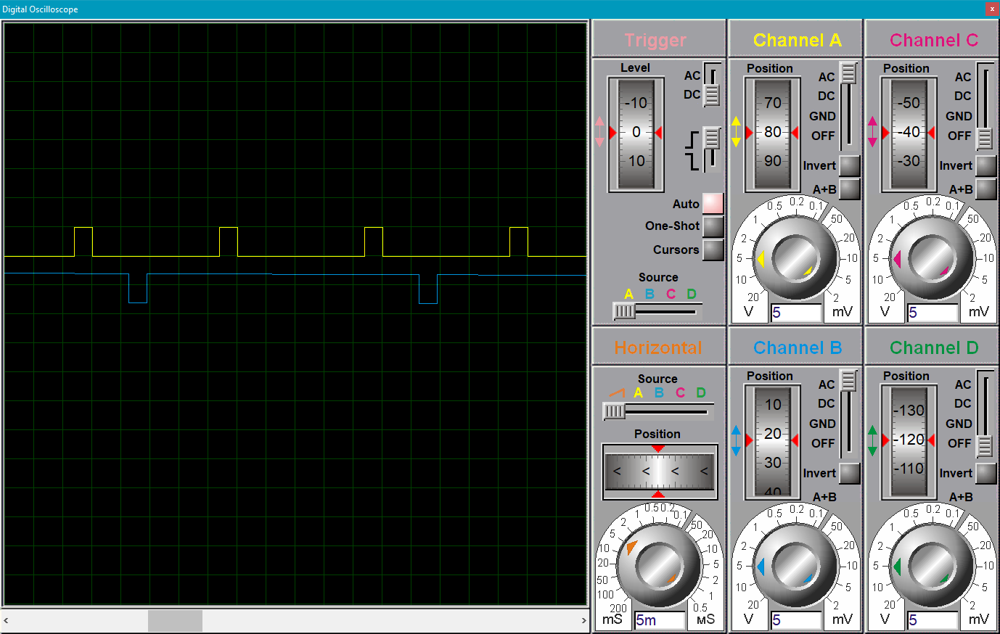 Digital Oscilloscope
x
Trigger
Level
AC
DC
-10
0
10
Auto
One-Shot
Cursors
Source
A B C D
Channel A
Position
AC
DC
GND
OFF
70
80
90
Invert
A+B
20
10
5
2
1
0.5
0.2
0.1
50
20
10
5
2
V
5
mV
Channel C
Position
AC
DC
GND
OFF
-50
-40
-30
Invert
A+B
20
10
5
2
1
0.5
0.2
0.1
50
20
10
5
2
V
5
mV
Horizontal
Source
A B C D
Position
< < < <
200
100
50
20
10
5
2
1
0.5
0.2
0.1
50
20
10
5
2
1
0.5
mS
5m
мS
Channel B
Position
AC
DC
GND
OFF
10
20
30
40
Invert
A+B
20
10
5
2
1
0.5
0.2
0.1
50
20
10
5
2
V
5
mV
Channel D
Position
AC
DC
GND
OFF
-130
-120
-110
Invert
A+B
20
10
5
2
1
0.5
0.2
0.1
50
20
10
5
2
V
5
mV
< >